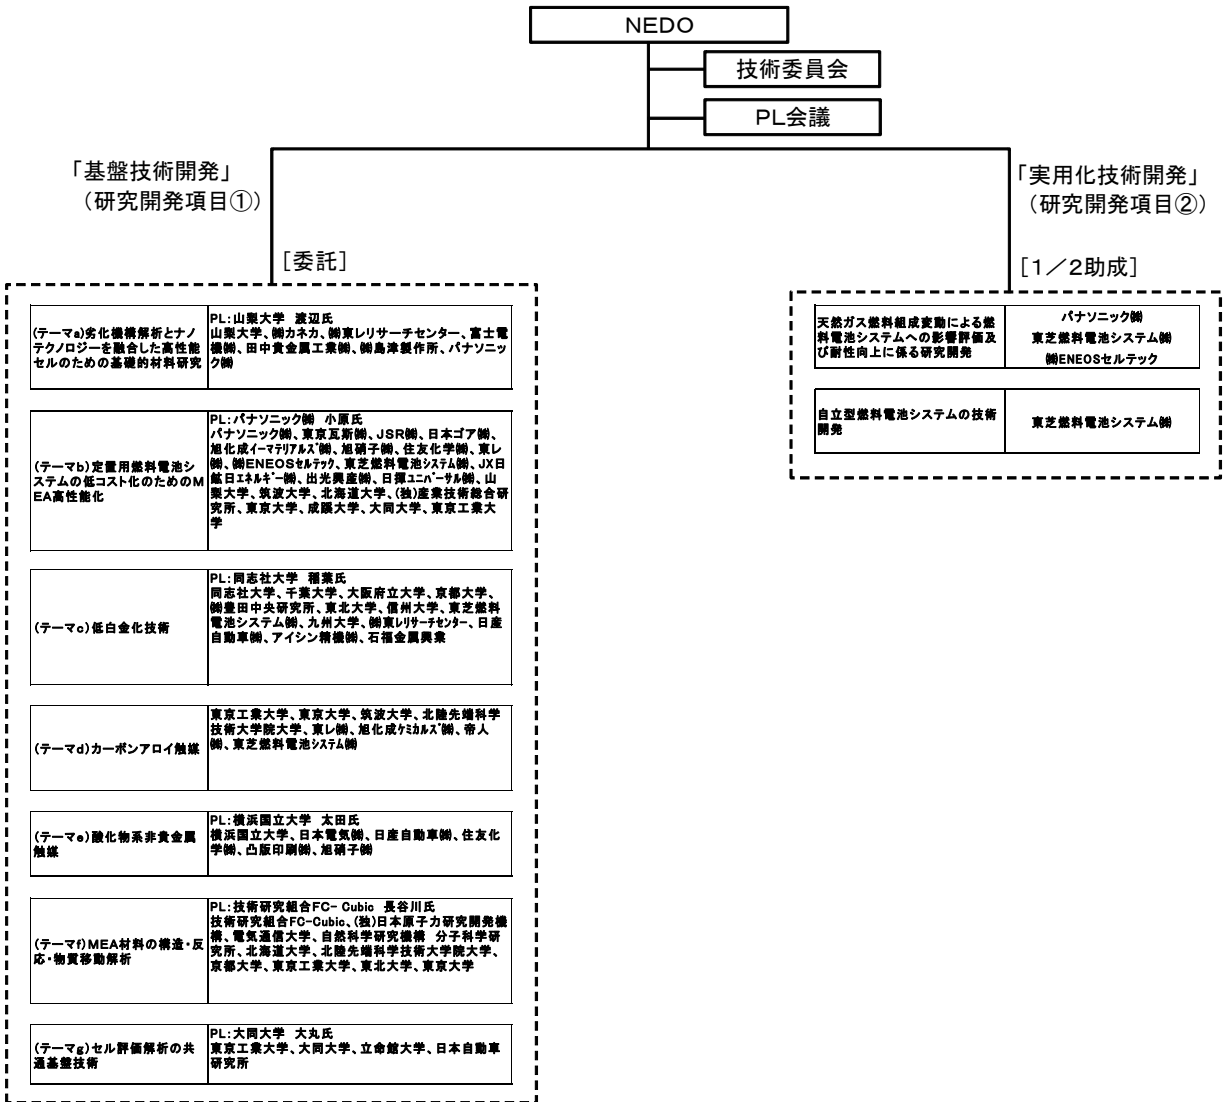 NEDO
技術委員会
PL会議
「基盤技術開発」
（研究開発項目①）
「実用化技術開発」
（研究開発項目②）
［委託］
［1／2助成］
(テーマa)劣化機構解析とナノ
テクノロジーを融合した高性能
セルのための基礎的材料研究
PL:山梨大学 渡辺氏
山梨大学、㈱カネカ、㈱東レリサーチセンター、富士電
機㈱、田中貴金属工業㈱、㈱島津製作所、パナソニッ
ク㈱
(テーマb)定置用燃料電池シ
ステムの低コスト化のためのM
EA高性能化
PL:パナソニック㈱ 小原氏
パナソニック㈱、東京瓦斯㈱、JSR㈱、日本ゴア㈱、
旭化成イーマテリアルズ㈱、旭硝子㈱、住友化学㈱、東レ
㈱、㈱ENEOSセルテック、東芝燃料電池システム㈱、JX日
鉱日エネルギー㈱、出光興産㈱、日揮ユニバーサル㈱、山
梨大学、筑波大学、北海道大学、(独)産業技術総合研
究所、東京大学、成蹊大学、大同大学、東京工業大
学
(テーマc)低白金化技術
PL:同志社大学 稲葉氏
同志社大学、千葉大学、大阪府立大学、京都大学、
㈱豊田中央研究所、東北大学、信州大学、東芝燃料
電池システム㈱、九州大学、㈱東レリサーチセンター、日産
自動車㈱、アイシン精機㈱、石福金属興業
(テーマd)カーボンアロイ触媒
東京工業大学、東京大学、筑波大学、北陸先端科学
技術大学院大学、東レ㈱、旭化成ケミカルズ㈱、帝人
㈱、東芝燃料電池システム㈱
(テーマe)酸化物系非貴金属
触媒
PL:横浜国立大学 太田氏
横浜国立大学、日本電気㈱、日産自動車㈱、住友化
学㈱、凸版印刷㈱、旭硝子㈱
(テーマf)MEA材料の構造・反
応・物質移動解析
PL:技術研究組合FC- Cubic 長谷川氏
技術研究組合FC-Cubic、(独)日本原子力研究開発機
構、電気通信大学、自然科学研究機構 分子科学研
究所、北海道大学、北陸先端科学技術大学院大学、
京都大学、東京工業大学、東北大学、東京大学
(テーマg)セル評価解析の共
通基盤技術
PL:大同大学 大丸氏
東京工業大学、大同大学、立命館大学、日本自動車
研究所
天然ガス燃料組成変動による燃
料電池システムへの影響評価及
び耐性向上に係る研究開発
パナソニック㈱
東芝燃料電池システム㈱
㈱ENEOSセルテック
自立型燃料電池システムの技術
開発
東芝燃料電池システム㈱